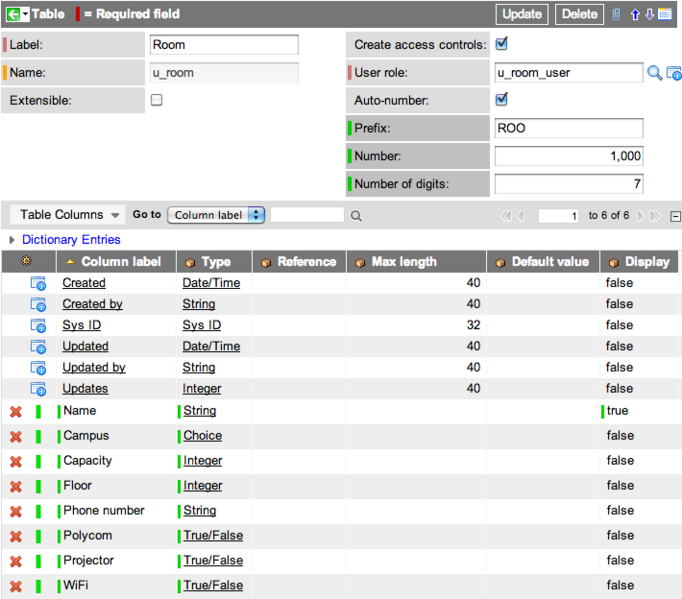 Table = Required field Update Delete
Label: Room Create access controls:
Name: u_room User role: u_room_user
Extensible: Auto-number:
Prefix: ROO
Number: 1,000
Number of digits: 7
Table Columns Go to Column label 1 to 6 of 6
Dictionary Entries
Column label Type Reference Max length Default value Display
Created Date/Time 40 false
Created by String 40 false
Sys ID Sys ID 32 false
Updated Date/Time 40 false
Updated by String 40 false
Updates Integer 40 false
Name String true
Campus Choice false
Capacity Integer false
Floor Integer false
Phone number String false
Polycom True/False false
Projector True/False false
WiFi True/False false